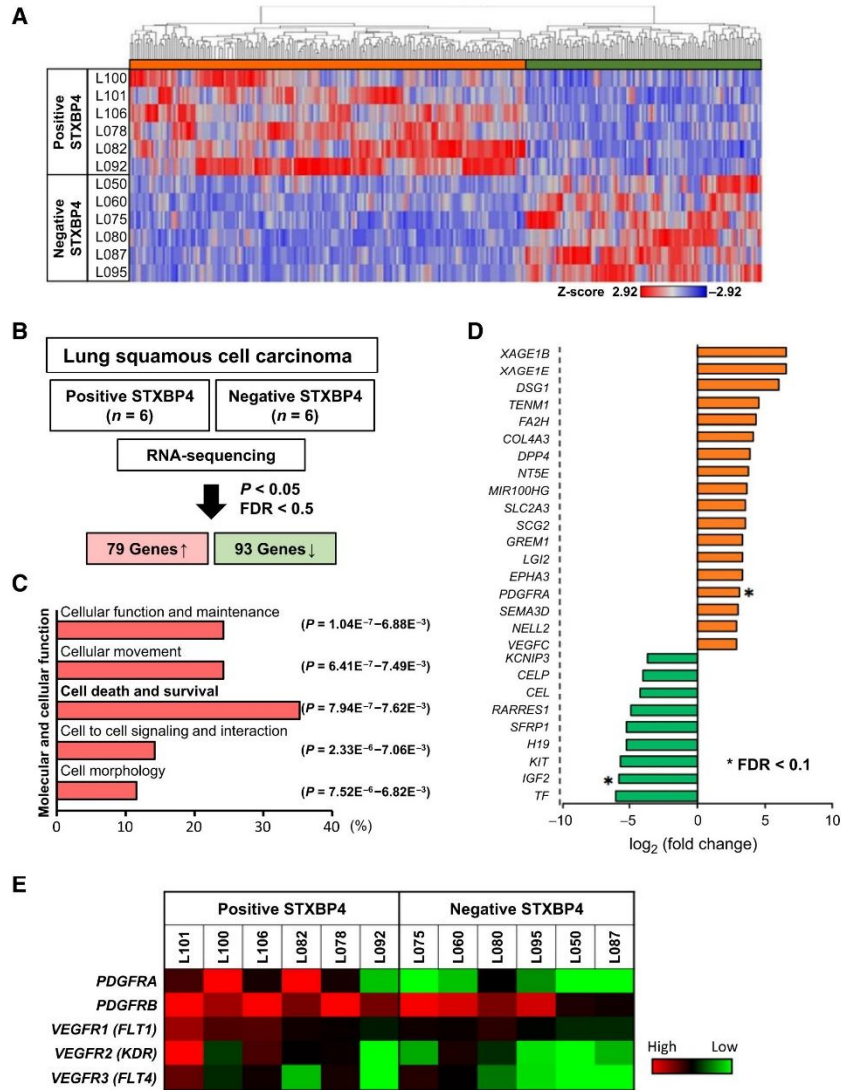 A
Positive STXBP4
L100
L101
L106
L078
L082
L092
Negative STXBP4
L050
L060
L075
L080
L087
L095
Z-score 2.92 –2.92
B
Lung squamous cell carcinoma
Positive STXBP4
(n = 6)
Negative STXBP4
(n = 6)
RNA-sequencing
P < 0.05
FDR < 0.5
79 Genes↑
93 Genes↓
C
Molecular and cellular function
Cellular function and maintenance
(P = 1.04E⁻⁷–6.88E⁻³)
Cellular movement
(P = 6.41E⁻⁷–7.49E⁻³)
Cell death and survival
(P = 7.94E⁻⁷–7.62E⁻³)
Cell to cell signaling and interaction
(P = 2.33E⁻⁶–7.06E⁻³)
Cell morphology
(P = 7.52E⁻⁶–6.82E⁻³)
0 10 20 30 40 (%)
D
XAGE1B
XAGE1E
DSG1
TENM1
FA2H
COL4A3
DPP4
NT5E
MIR100HG
SLC2A3
SCG2
GREM1
LGI2
EPHA3
PDGFRA *
SEMA3D
NELL2
VEGFC
KCNIP3
CELP
CEL
RARRES1
SFRP1
H19
KIT
* FDR < 0.1
IGF2 *
TF
–10 –5 0 5 10
log₂ (fold change)
E
Positive STXBP4 Negative STXBP4
L101 L100 L106 L082 L078 L092 L075 L060 L080 L095 L050 L087
PDGFRA
PDGFRB
VEGFR1 (FLT1)
VEGFR2 (KDR)
VEGFR3 (FLT4)
High Low